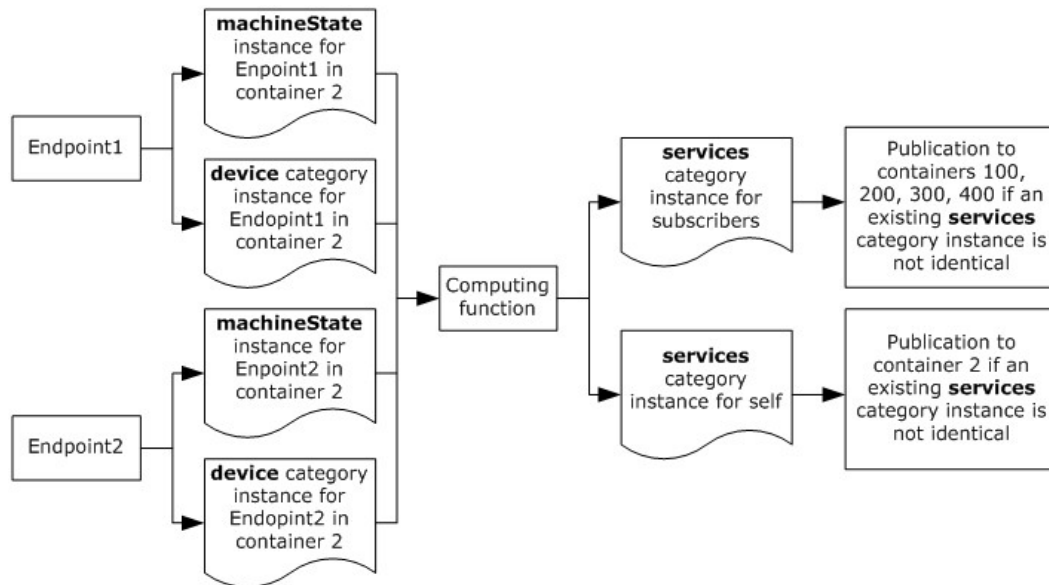 Endpoint1
machineState
instance for
Enpoint1 in
container 2
device category
instance for
Endopint1 in
container 2
Endpoint2
machineState
instance for
Enpoint2 in
container 2
device category
instance for
Endopint2 in
container 2
Computing
function
services
category
instance for
subscribers
Publication to
containers 100,
200, 300, 400 if an
existing services
category instance is
not identical
services
category
instance for self
Publication to
container 2 if an
existing services
category instance is
not identical